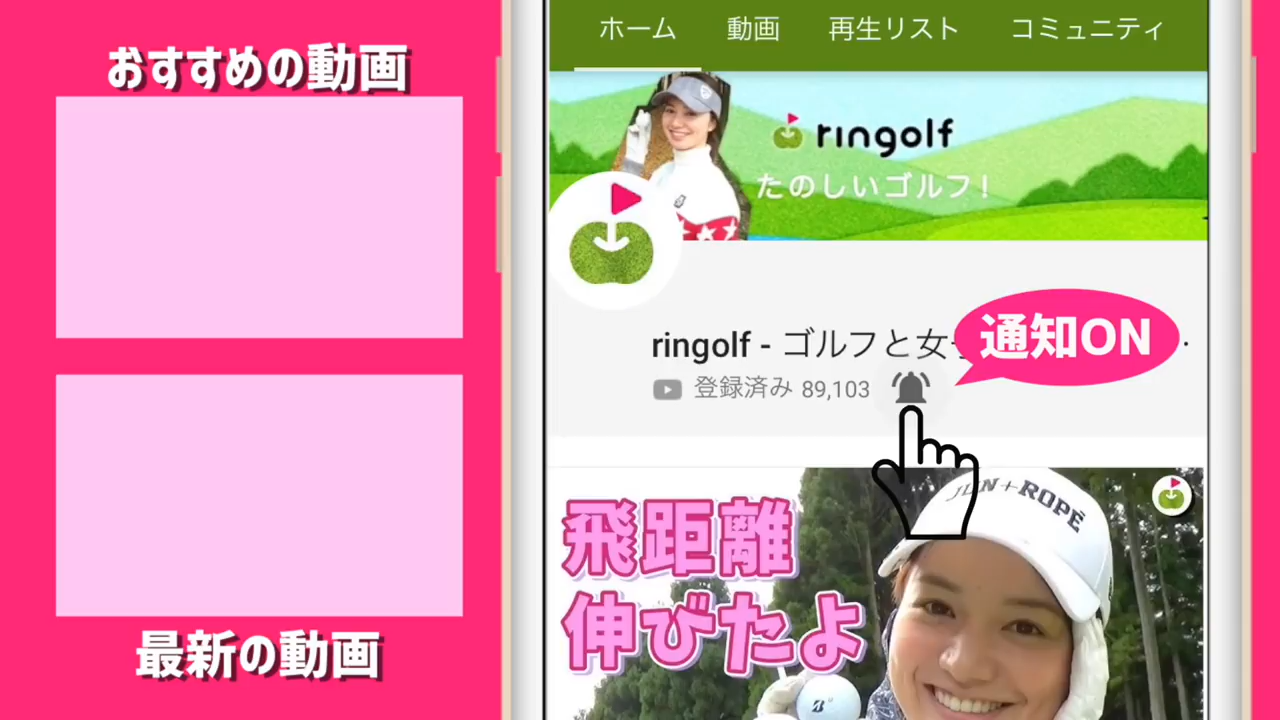 おすすめの動画
最新の動画
ホーム 動画 再生リスト コミュニティ
ringolf
たのしいゴルフ!
ringolf - ゴルフと女
通知ON
登録済み 89,103
JUN+ROPÉ
飛距離
伸びたよ
B